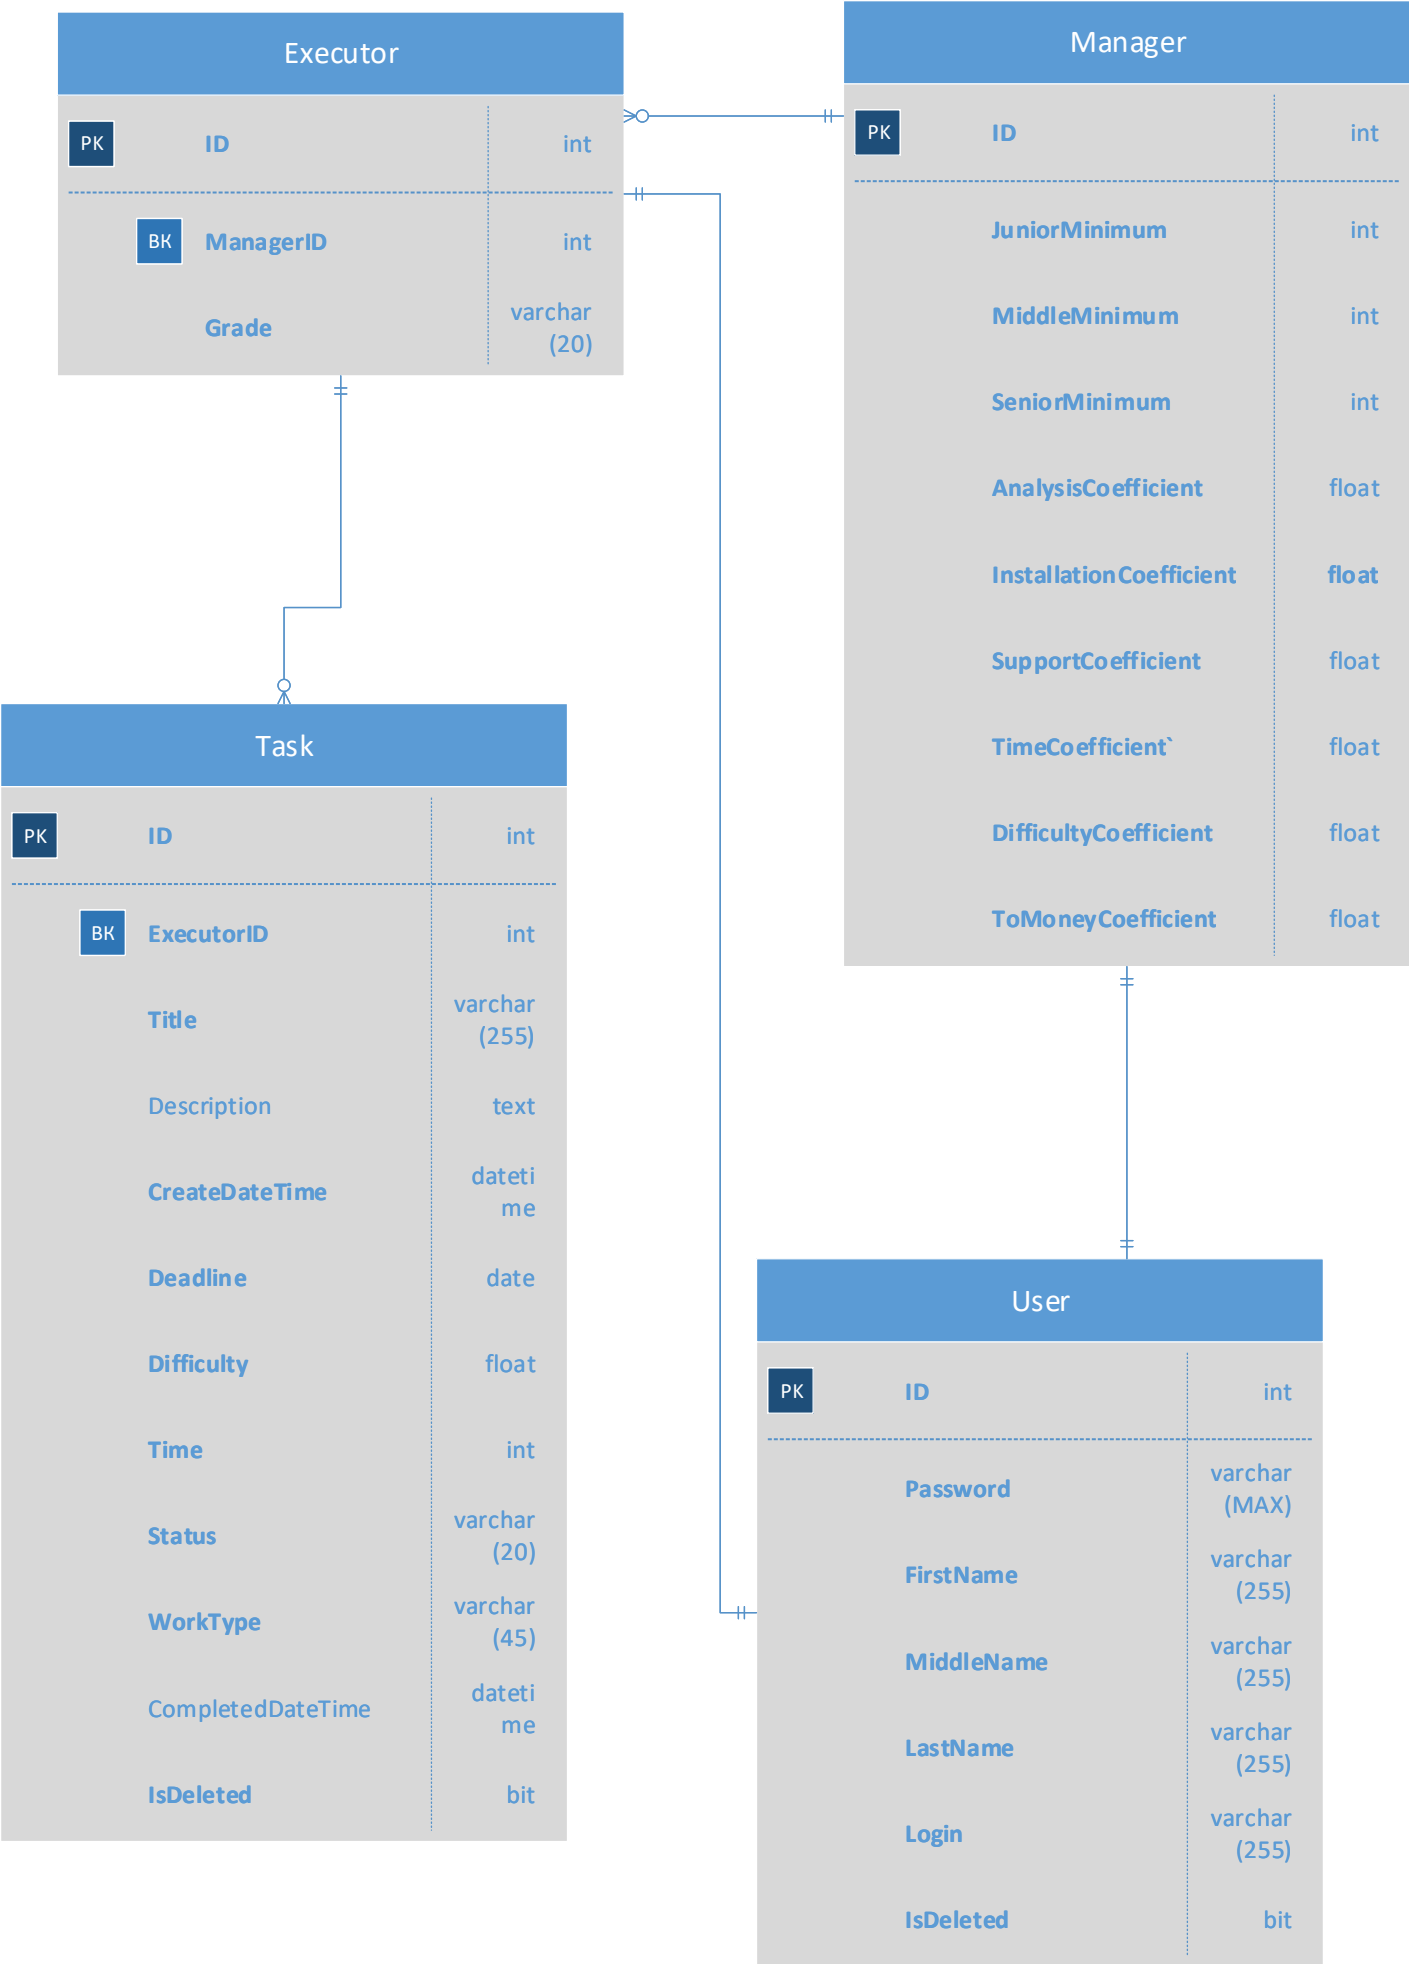 Executor
PK ID int
BK ManagerID int
Grade varchar
(20)
Manager
PK ID int
JuniorMinimum int
MiddleMinimum int
SeniorMinimum int
AnalysisCoefficient float
InstallationCoefficient float
SupportCoefficient float
TimeCoefficient` float
DifficultyCoefficient float
ToMoneyCoefficient float
Task
PK ID int
BK ExecutorID int
Title varchar
(255)
Description text
CreateDateTime dateti
me
Deadline date
Difficulty float
Time int
Status varchar
(20)
WorkType varchar
(45)
CompletedDateTime dateti
me
IsDeleted bit
User
PK ID int
Password varchar
(MAX)
FirstName varchar
(255)
MiddleName varchar
(255)
LastName varchar
(255)
Login varchar
(255)
IsDeleted bit